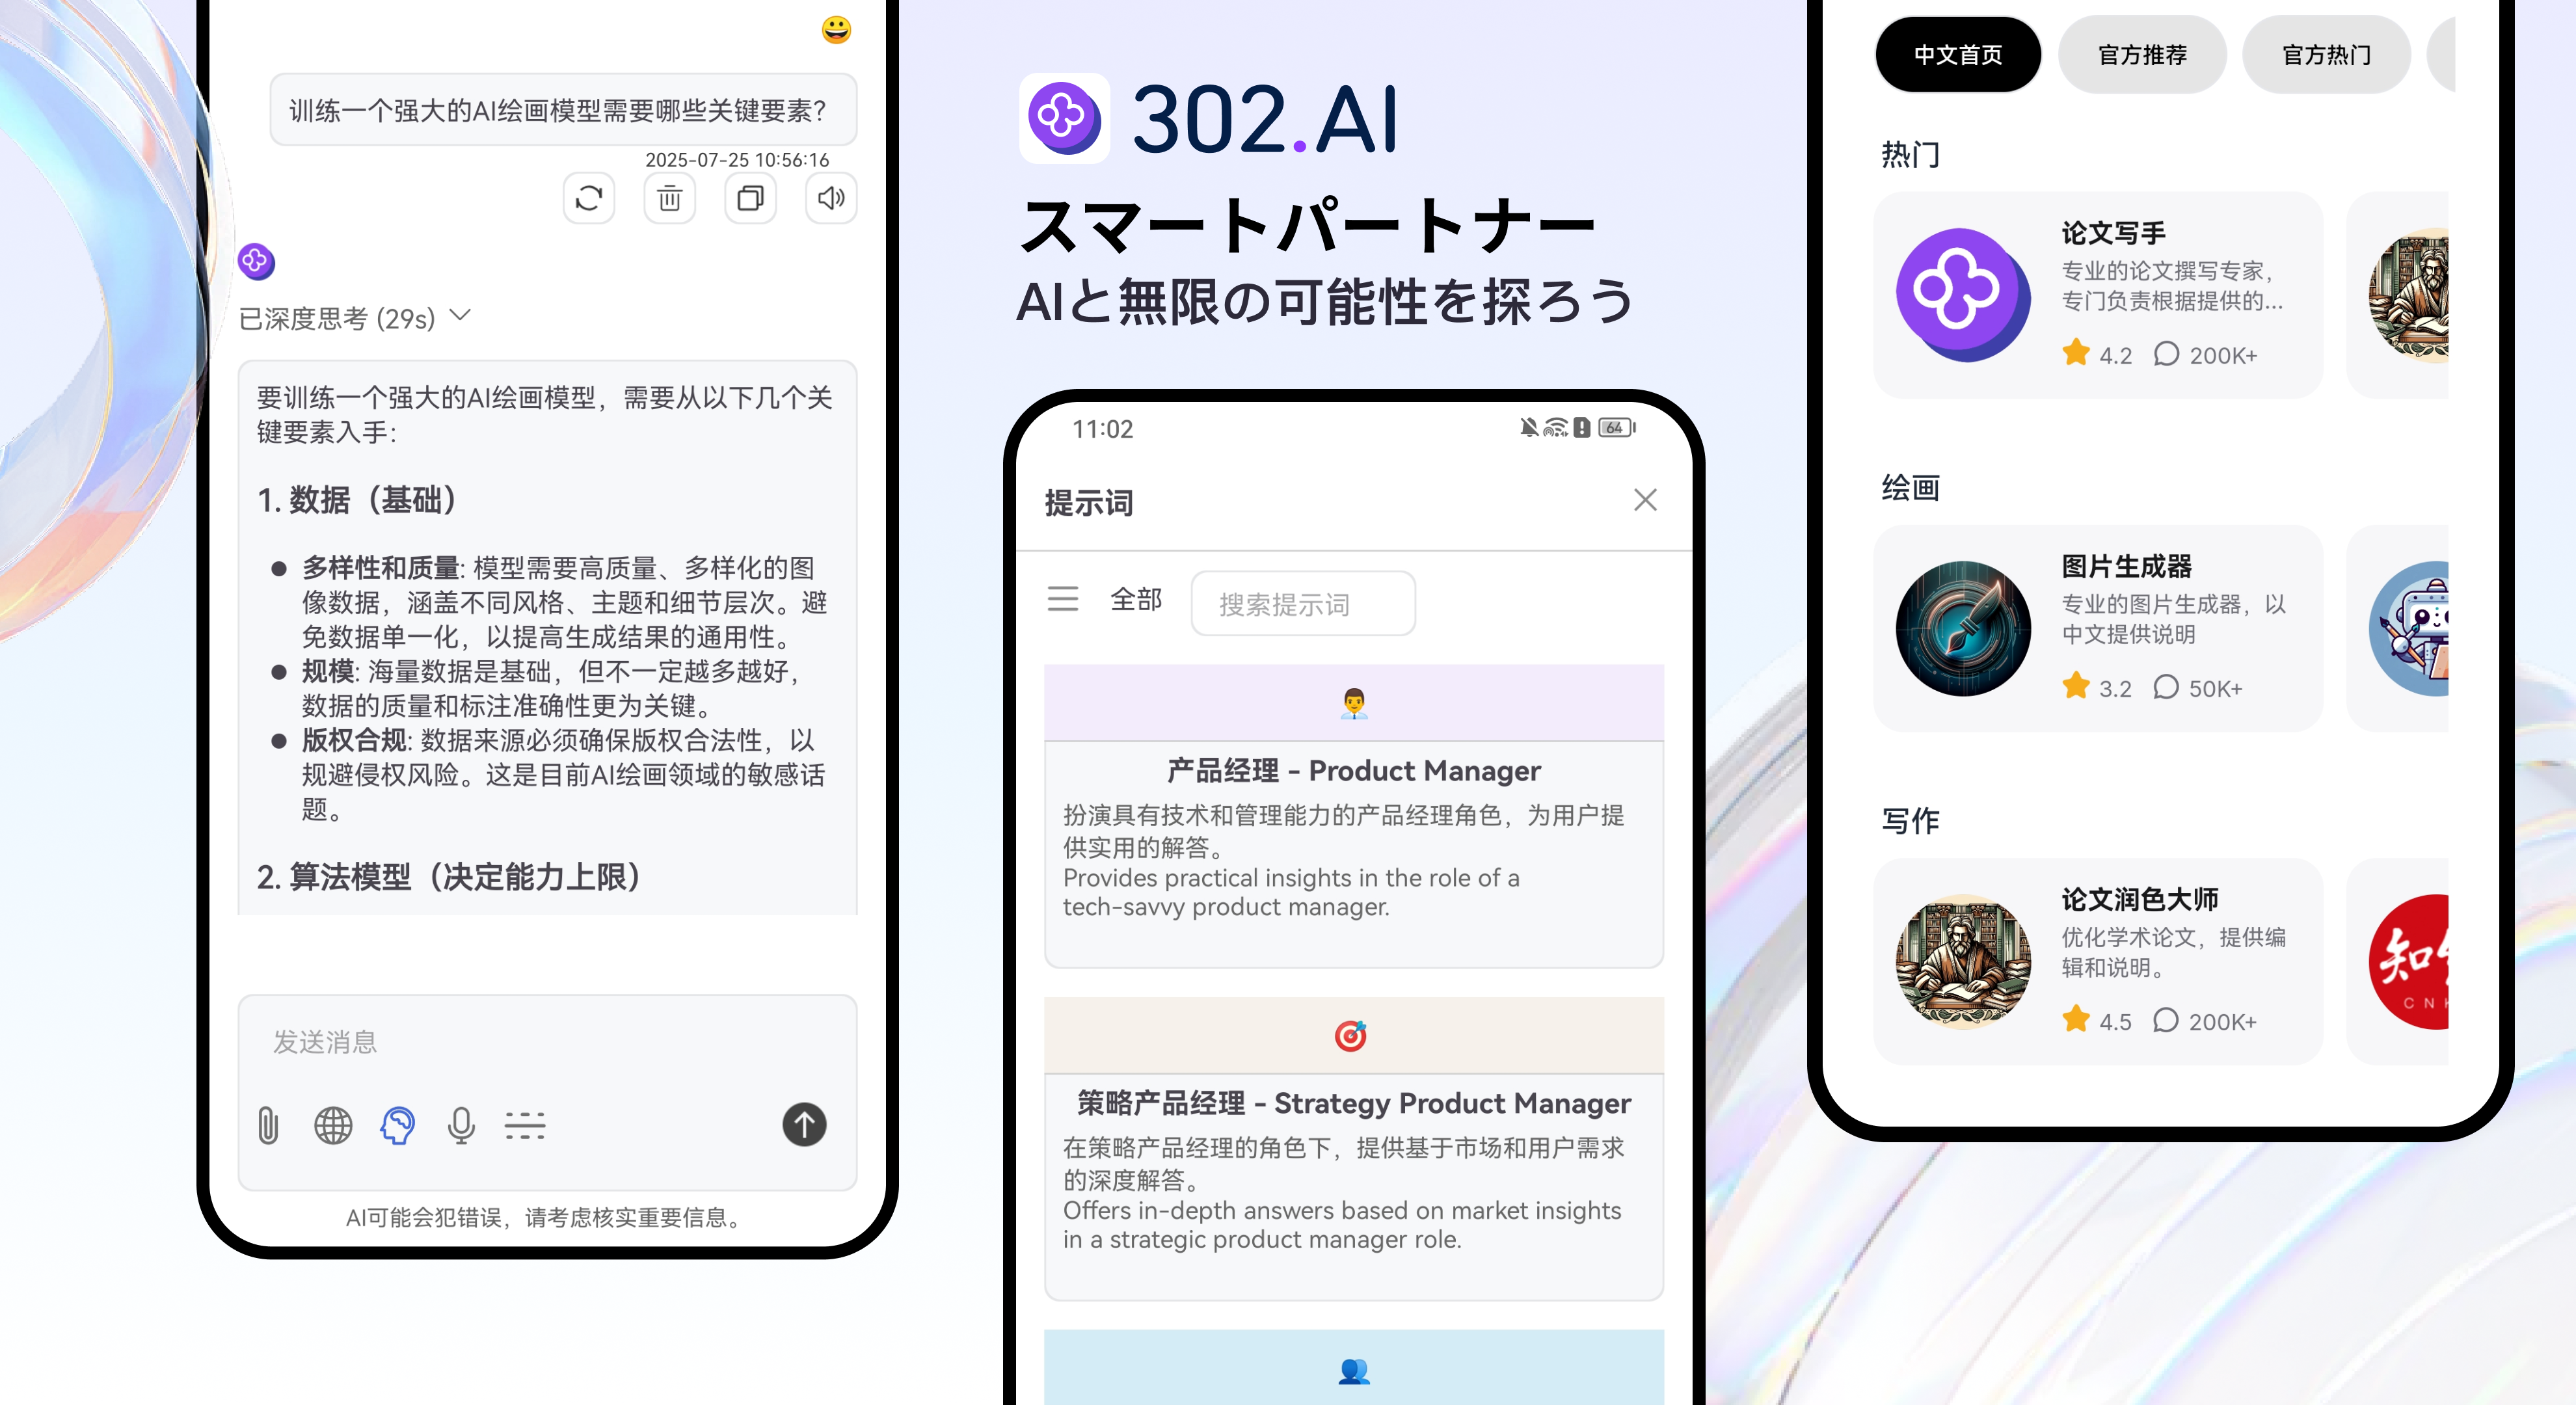 训练一个强大的AI绘画模型需要哪些关键要素？
2025-07-25 10:56:16
已深度思考 (29s)
要训练一个强大的AI绘画模型，需要从以下几个关
键要素入手：
1. 数据（基础）
多样性和质量: 模型需要高质量、多样化的图
像数据，涵盖不同风格、主题和细节层次。避
免数据单一化，以提高生成结果的通用性。
规模: 海量数据是基础，但不一定越多越好，
数据的质量和标注准确性更为关键。
版权合规: 数据来源必须确保版权合法性，以
规避侵权风险。这是目前AI绘画领域的敏感话
题。
2. 算法模型（决定能力上限）
发送消息
AI可能会犯错误，请考虑核实重要信息。
302.AI
スマートパートナー
AIと無限の可能性を探ろう
11:02
64
提示词
全部
搜索提示词
产品经理 - Product Manager
扮演具有技术和管理能力的产品经理角色，为用户提
供实用的解答。
Provides practical insights in the role of a
tech-savvy product manager.
策略产品经理 - Strategy Product Manager
在策略产品经理的角色下，提供基于市场和用户需求
的深度解答。
Offers in-depth answers based on market insights
in a strategic product manager role.
中文首页
官方推荐
官方热门
热门
论文写手
专业的论文撰写专家，
专门负责根据提供的...
4.2
200K+
绘画
图片生成器
专业的图片生成器，以
中文提供说明
3.2
50K+
写作
论文润色大师
优化学术论文，提供编
辑和说明。
4.5
200K+
知
CN